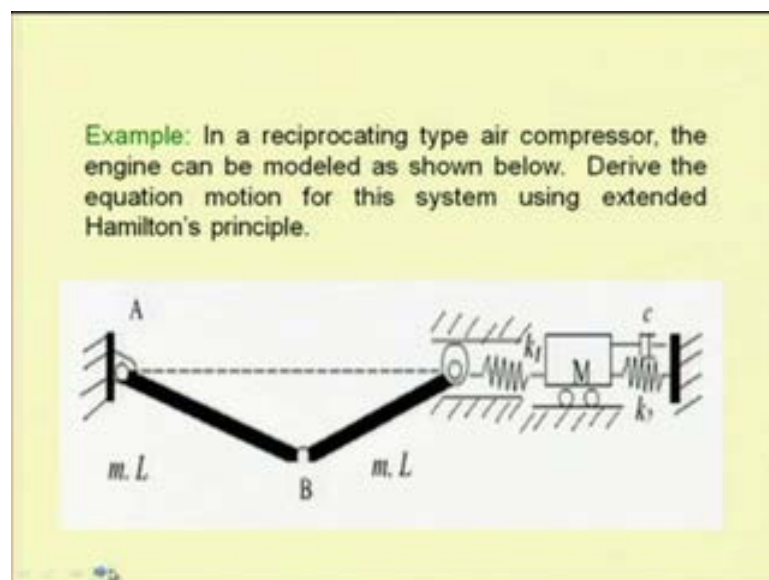 Example: In a reciprocating type air compressor, the
engine can be modeled as shown below. Derive the
equation motion for this system using extended
Hamilton's principle.
A
c
k₁
M
k₂
m. L
m. L
B